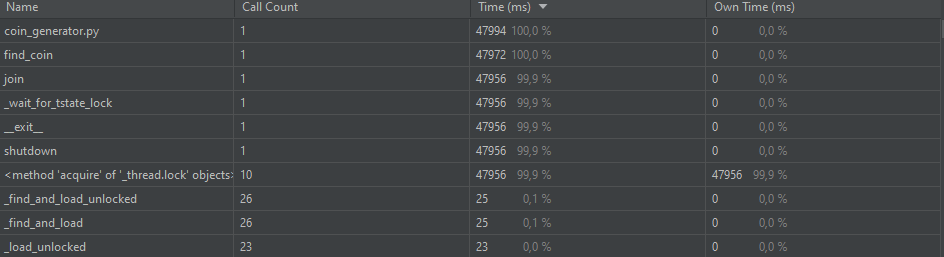 Name Call Count Time (ms) Own Time (ms)
coin_generator.py 1 47994 100,0 % 0 0,0 %
find_coin 1 47972 100,0 % 0 0,0 %
join 1 47956 99,9 % 0 0,0 %
_wait_for_tstate_lock 1 47956 99,9 % 0 0,0 %
__exit__ 1 47956 99,9 % 0 0,0 %
shutdown 1 47956 99,9 % 0 0,0 %
<method 'acquire' of '_thread.lock' objects> 10 47956 99,9 % 47956 99,9 %
_find_and_load_unlocked 26 25 0,1 % 0 0,0 %
_find_and_load 26 25 0,1 % 0 0,0 %
_load_unlocked 23 23 0,0 % 0 0,0 %